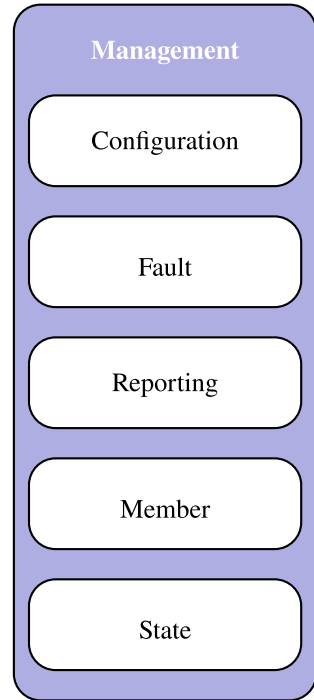 Management
Configuration
Fault
Reporting
Member
State